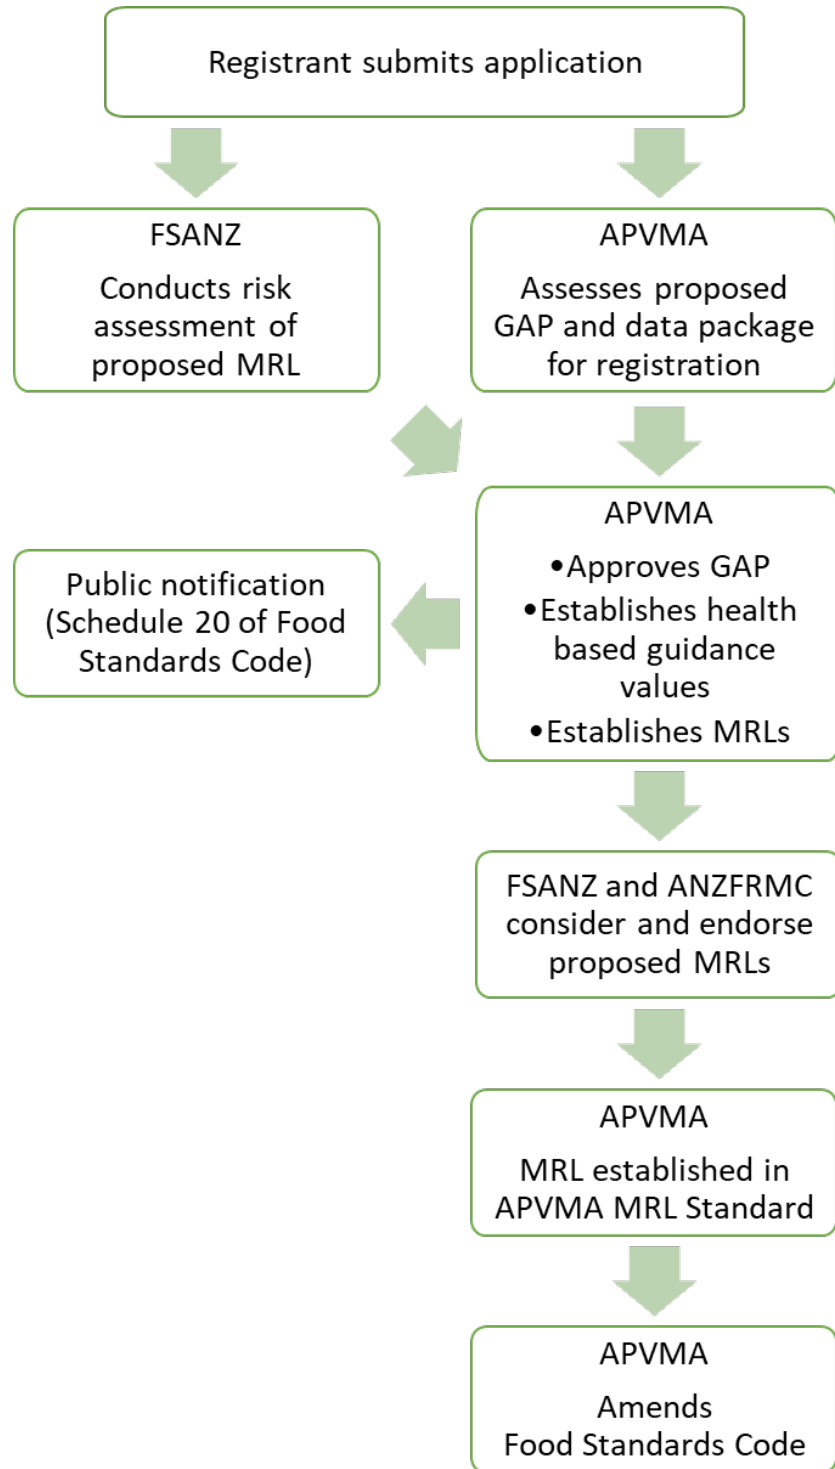 Registrant submits application
FSANZ
Conducts risk
assessment of
proposed MRL
APVMA
Assesses proposed
GAP and data package
for registration
APVMA
•Approves GAP
•Establishes health
based guidance
values
•Establishes MRLs
Public notification
(Schedule 20 of Food
Standards Code)
FSANZ and ANZFRMC
consider and endorse
proposed MRLs
APVMA
MRL established in
APVMA MRL Standard
APVMA
Amends
Food Standards Code